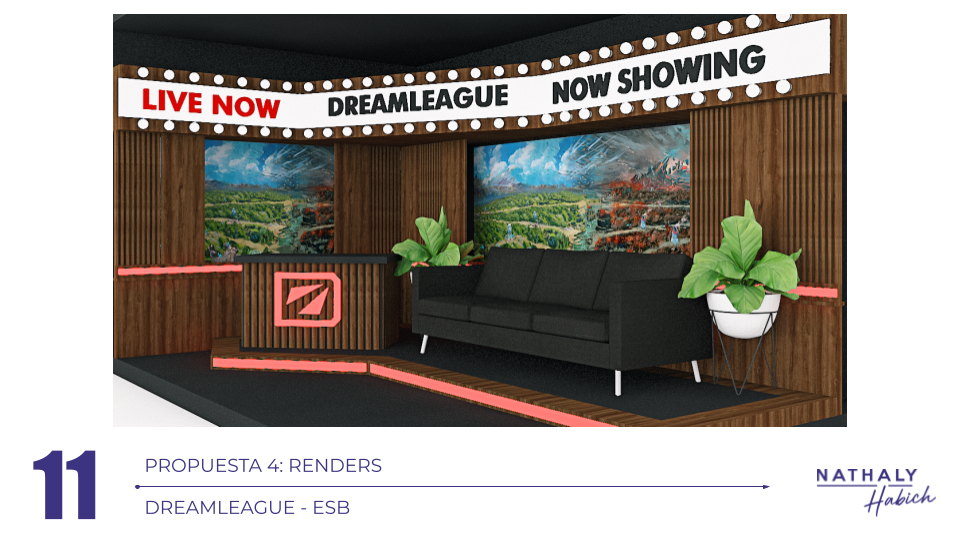 LIVE NOW DREAMLEAGUE NOW SHOWING
11
PROPUESTA 4: RENDERS
DREAMLEAGUE - ESB
NATHALY
Habich